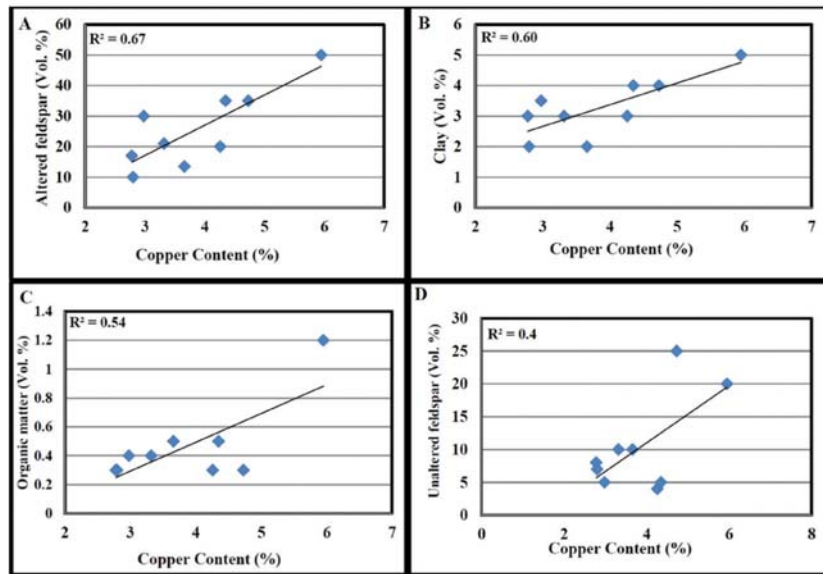 A
R² = 0.67
Altered feldspar (Vol. %)
60
50
40
30
20
10
0
2 3 4 5 6 7
Copper Content (%)
B
R² = 0.60
Clay (Vol. %)
6
5
4
3
2
1
0
2 3 4 5 6 7
Copper Content (%)
C
R² = 0.54
Organic matter (Vol. %)
1.4
1.2
1
0.8
0.6
0.4
0.2
0
2 3 4 5 6 7
Copper Content (%)
D
R² = 0.4
Unaltered feldspar (Vol. %)
30
25
20
15
10
5
0
0 2 4 6 8
Copper Content (%)